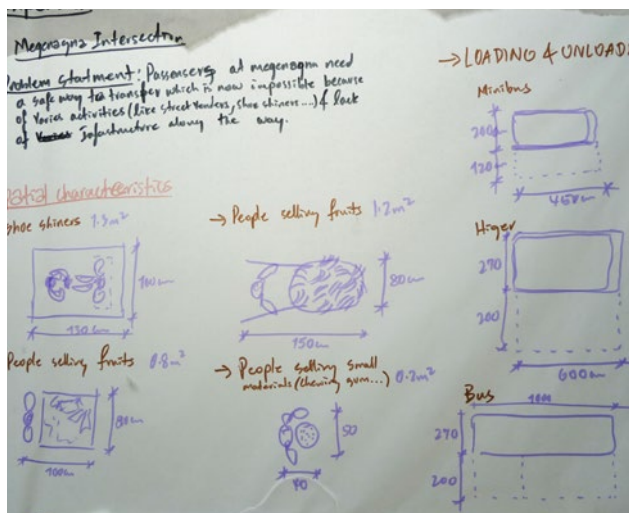 Megenagna Intersection
Problem statment: Passensers at megenagna need
a safe way to transfer which is now impossible because
of Varies activities (like street venders, shoe shiners ....) & lack
of Infastructure along the way.
→ LOADING & UNLOAD
Minibus
200
120
450cm
Spatial characteristics
shoe shiners 1.3m²
100cm
130cm
→ People selling fruits 1.2m²
80cm
150cm
Higer
270
200
600cm
People selling fruits 0.8m²
80cm
100cm
→ People selling small
materials (chewing gum...) 0.2m²
50
40
Bus
270
200